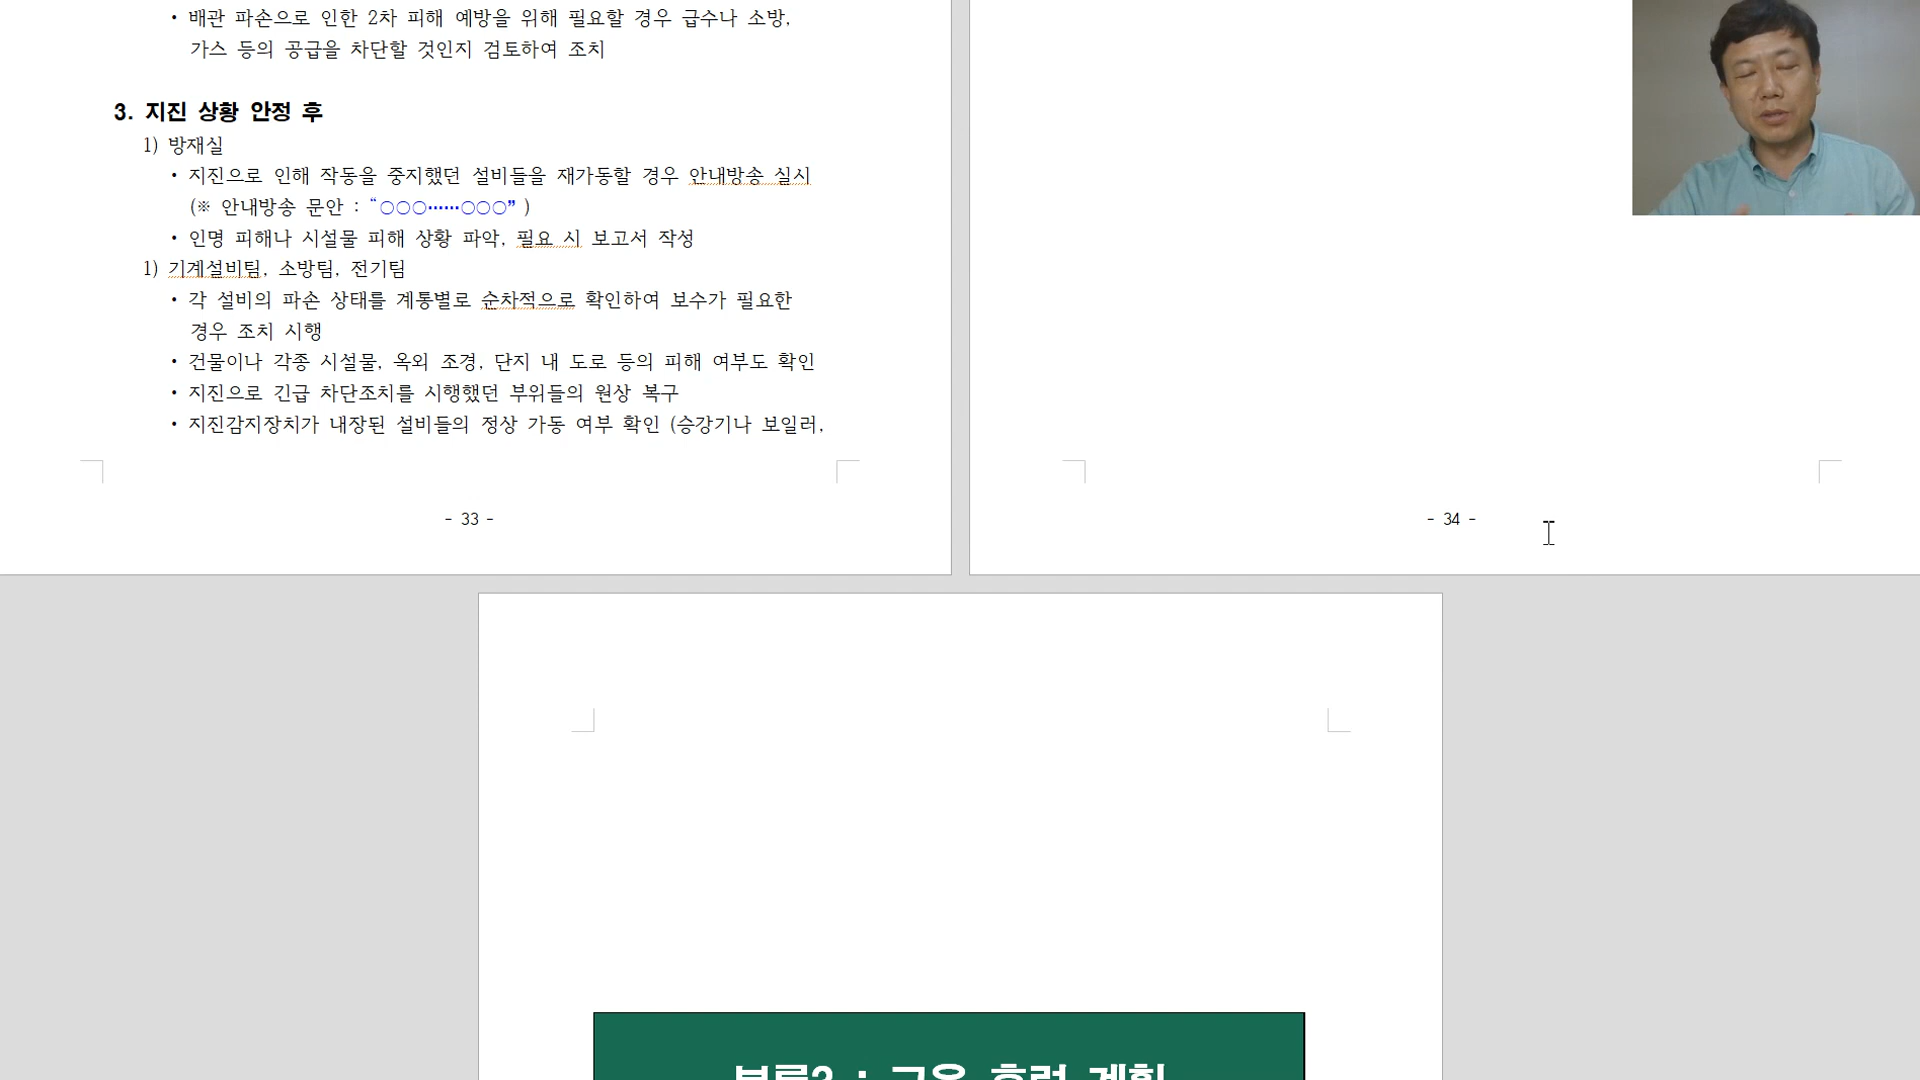 • 배관 파손으로 인한 2차 피해 예방을 위해 필요할 경우 급수나 소방,
가스 등의 공급을 차단할 것인지 검토하여 조치
3. 지진 상황 안정 후
1) 방재실
• 지진으로 인해 작동을 중지했던 설비들을 재가동할 경우 안내방송 실시
(※ 안내방송 문안 : “○○○……○○○” )
• 인명 피해나 시설물 피해 상황 파악, 필요 시 보고서 작성
1) 기계설비팀, 소방팀, 전기팀
• 각 설비의 파손 상태를 계통별로 순차적으로 확인하여 보수가 필요한
경우 조치 시행
• 건물이나 각종 시설물, 옥외 조경, 단지 내 도로 등의 피해 여부도 확인
• 지진으로 긴급 차단조치를 시행했던 부위들의 원상 복구
• 지진감지장치가 내장된 설비들의 정상 가동 여부 확인 (승강기나 보일러,
- 33 -
- 34 -
부록2 : 교육 훈련 계획